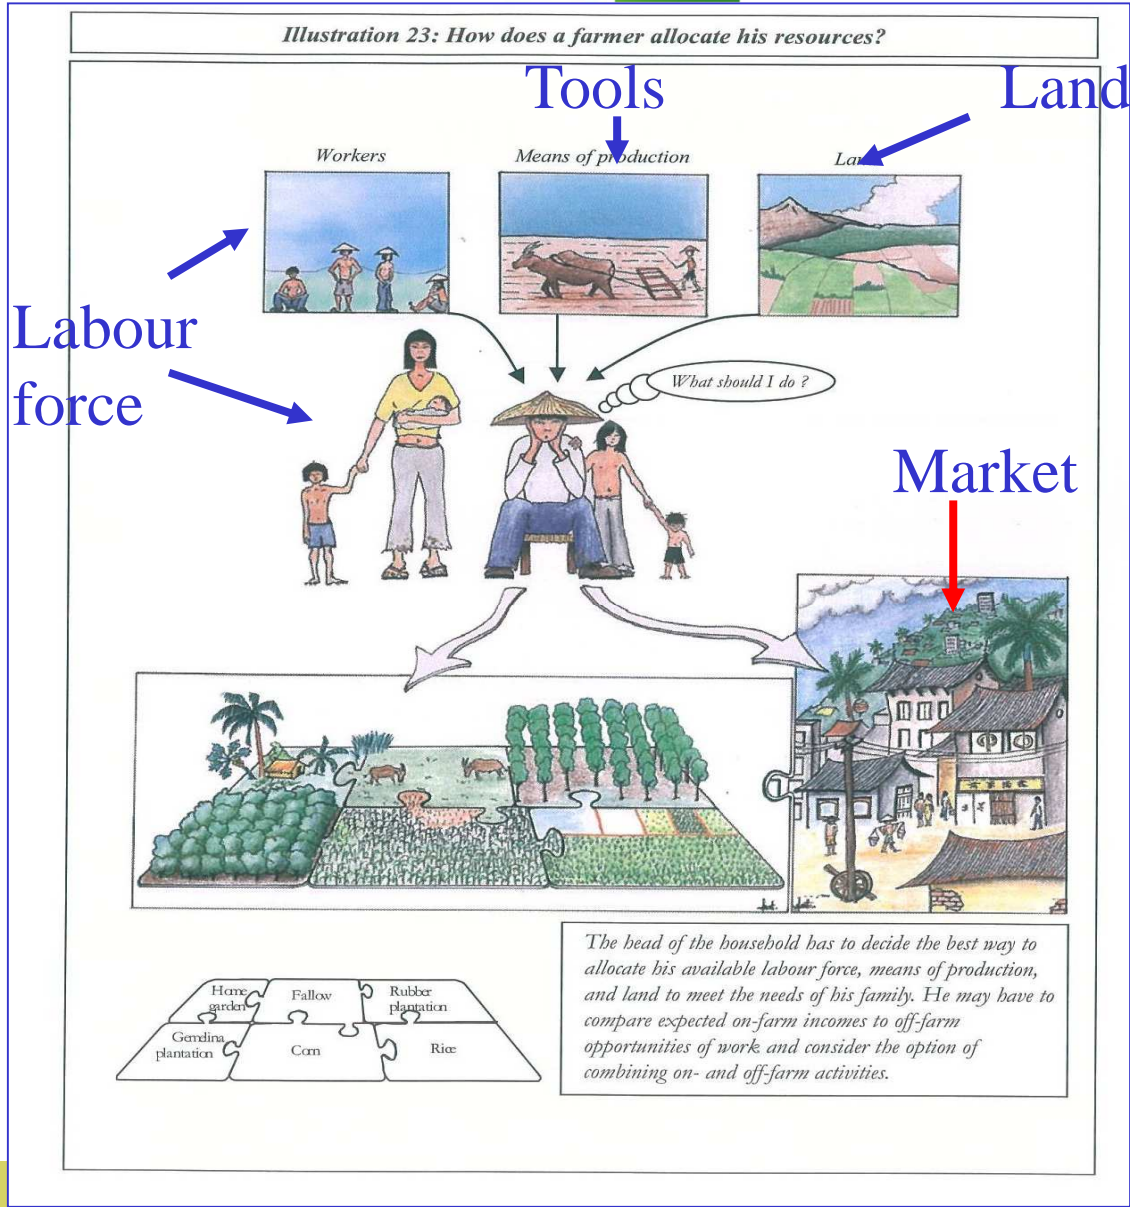 Illustration 23: How does a farmer allocate his resources?
Tools
Land
Workers
Means of production
Labour
force
What should I do ?
Market
The head of the household has to decide the best way to
allocate his available labour force, means of production,
and land to meet the needs of his family. He may have to
compare expected on-farm incomes to off-farm
opportunities of work and consider the option of
combining on- and off-farm activities.
Home
garden
Fallow
Rubber
plantation
Gemelina
plantation
Corn
Rice